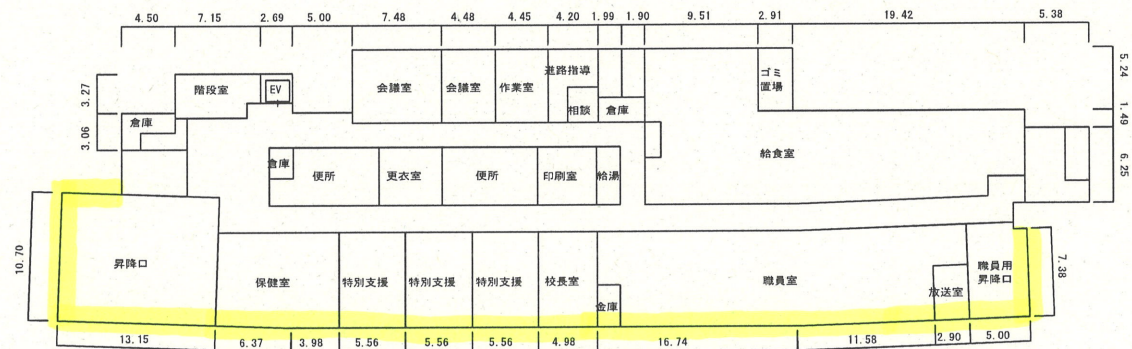 4.50 7.15 2.69 5.00 7.48 4.48 4.45 4.20 1.99 1.90 9.51 2.91 19.42 5.38
3.27
3.06
5.24
1.49
6.25
階段室
EV
会議室
会議室
作業室
進路指導
相談
倉庫
ゴミ
置場
倉庫
給食室
倉庫
便所
更衣室
便所
印刷室
給湯
10.70
昇降口
保健室
特別支援
特別支援
特別支援
校長室
金庫
職員室
放送室
職員用
昇降口
7.38
13.15 6.37 3.98 5.56 5.56 5.56 4.98 16.74 11.58 2.90 5.00